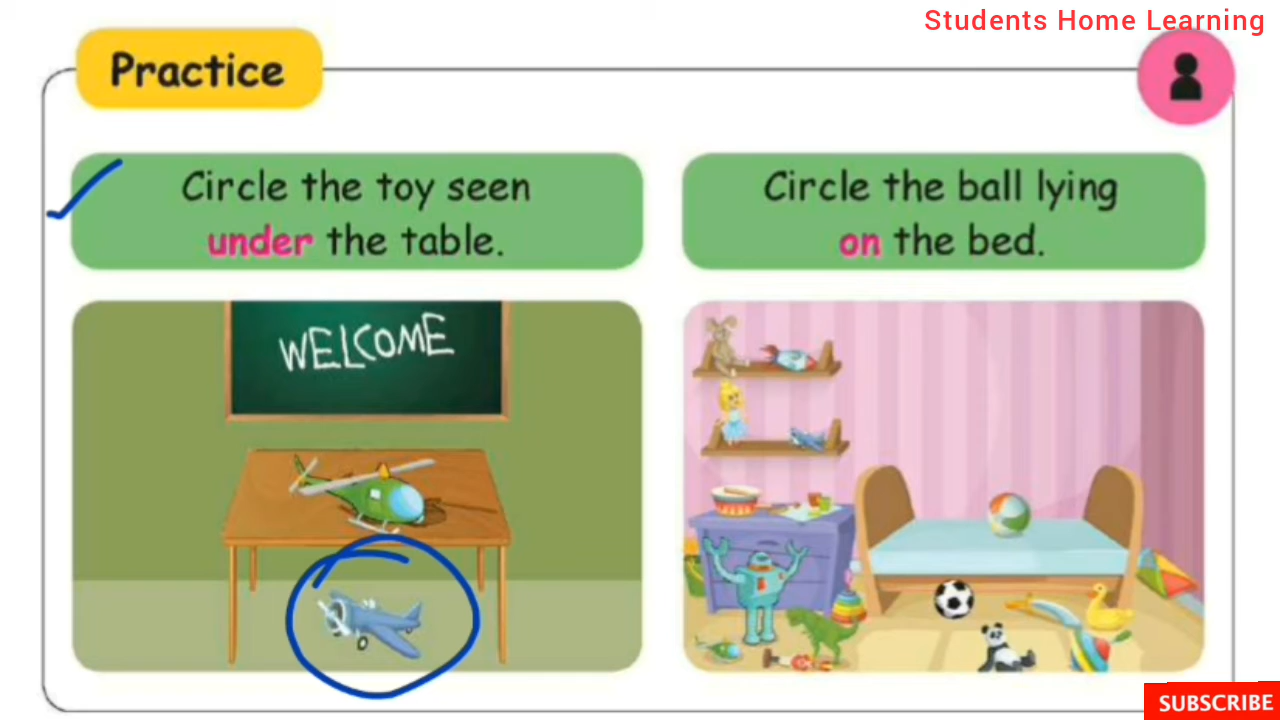 Students Home Learning
Practice
Circle the toy seen
under the table.
Circle the ball lying
on the bed.
WELCOME
SUBSCRIBE